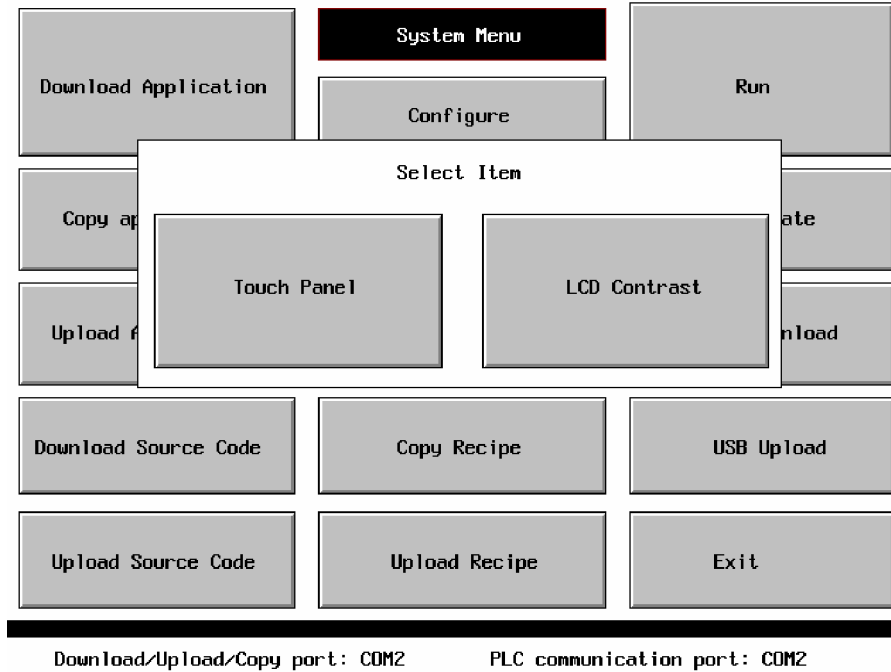 System Menu
Download Application
Configure
Run
Select Item
Copy ap
Touch Panel
LCD Contrast
ate
Upload A
nload
Download Source Code
Copy Recipe
USB Upload
Upload Source Code
Upload Recipe
Exit
Download/Upload/Copy port: COM2
PLC communication port: COM2